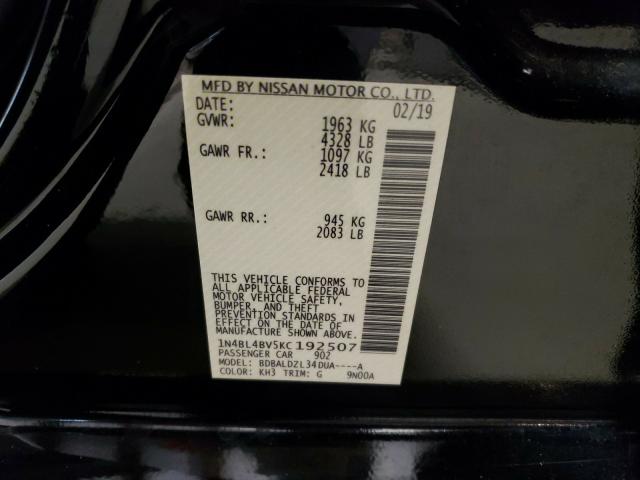 MFD BY NISSAN MOTOR CO., LTD.
DATE: 02/19
GVWR: 1963 KG
4328 LB
GAWR FR.: 1097 KG
2418 LB
GAWR RR.: 945 KG
2083 LB
THIS VEHICLE CONFORMS TO
ALL APPLICABLE FEDERAL
MOTOR VEHICLE SAFETY,
BUMPER, AND THEFT
PREVENTION STANDARDS IN
EFFECT ON THE DATE OF
MANUFACTURE SHOWN ABOVE.
1N4BL4BV5KC192507
PASSENGER CAR 902
MODEL: BDBALDZL34DUA----A
COLOR: KH3 TRIM: G 9N00A